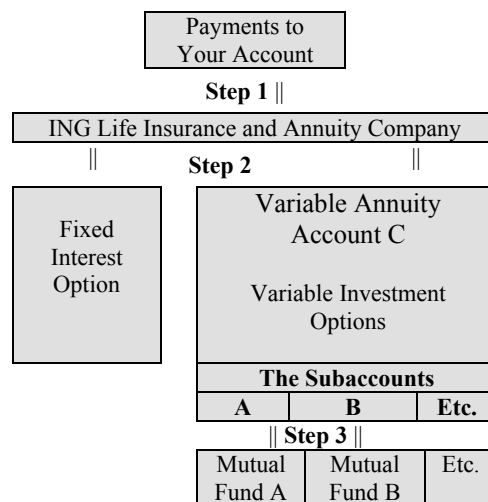 Payments to
Your Account
Step 1 ||
ING Life Insurance and Annuity Company
|| Step 2 ||
Fixed
Interest
Option
Variable Annuity
Account C
Variable Investment
Options
The Subaccounts
A B Etc.
|| Step 3 ||
Mutual
Fund A
Mutual
Fund B
Etc.